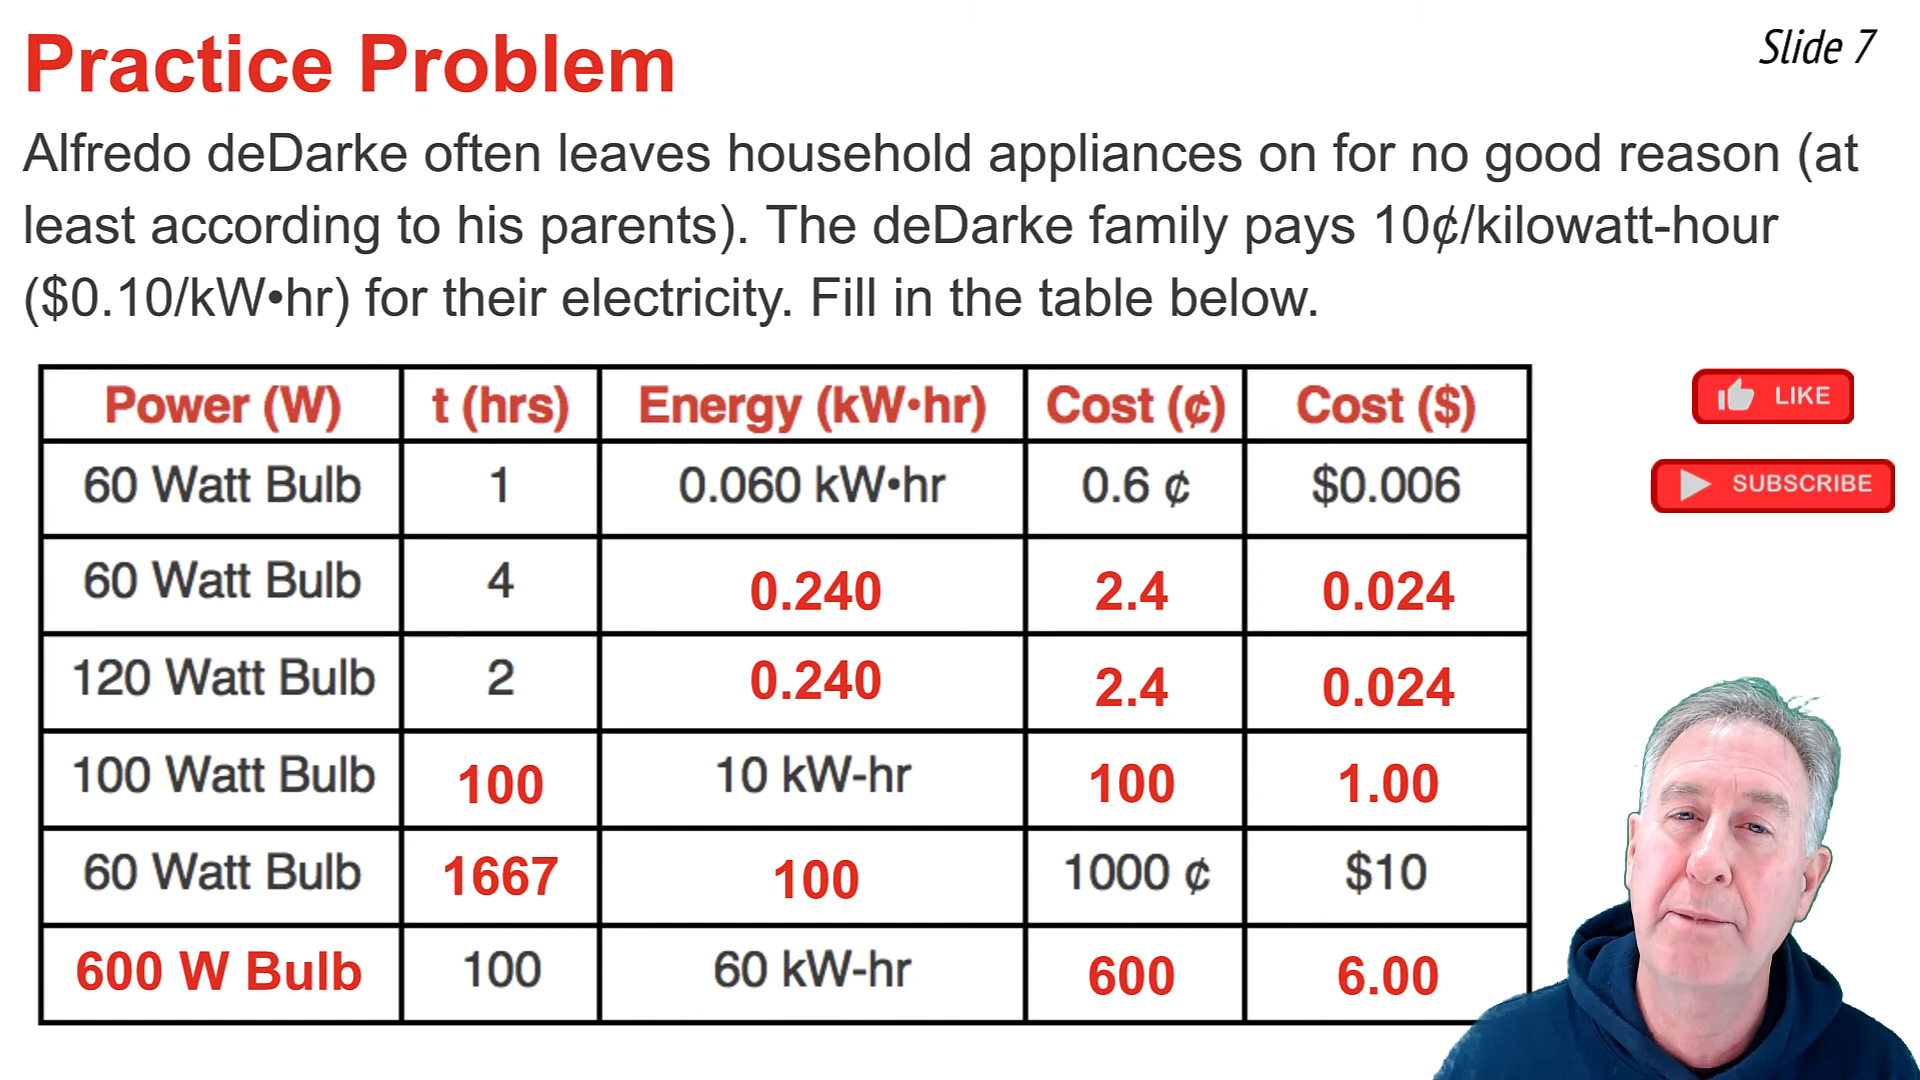 Practice Problem
Slide 7
Alfredo deDarke often leaves household appliances on for no good reason (at
least according to his parents). The deDarke family pays 10¢/kilowatt-hour
($0.10/kW•hr) for their electricity. Fill in the table below.
Power (W) t (hrs) Energy (kW•hr) Cost (¢) Cost ($)
60 Watt Bulb 1 0.060 kW•hr 0.6 ¢ $0.006
60 Watt Bulb 4 0.240 2.4 0.024
120 Watt Bulb 2 0.240 2.4 0.024
100 Watt Bulb 100 10 kW-hr 100 1.00
60 Watt Bulb 1667 100 1000 ¢ $10
600 W Bulb 100 60 kW-hr 600 6.00
LIKE
SUBSCRIBE